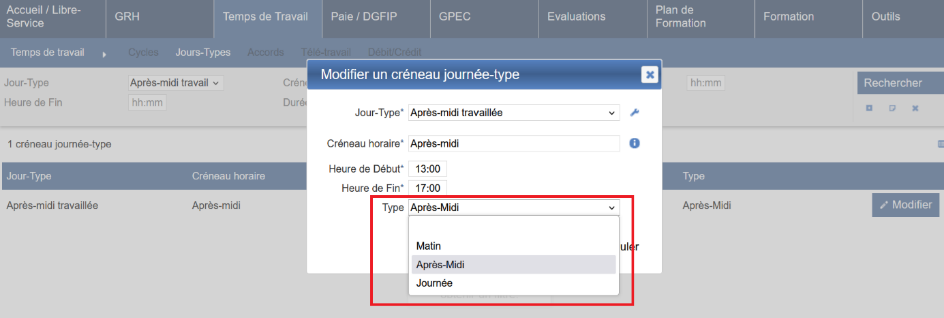 Accueil / Libre-Service GRH Temps de Travail Paie / DGFIP GPEC Evaluations Plan de Formation Formation Outils
Temps de travail Cycles Jours-Types Accords Télé-travail Débit/Crédit
Modifier un créneau journée-type
Jour-Type Après-midi travail Crén hh:mm Rechercher
Heure de Fin hh:mm Durée
Jour-Type* Après-midi travaillée
Créneau horaire* Après-midi
1 créneau journée-type
Heure de Début* 13:00
Jour-Type Créneau horaire Type
Heure de Fin* 17:00
Après-midi travaillée Après-midi Après-Midi Modifier
Type Après-Midi
Matin
uler
Après-Midi
Journée